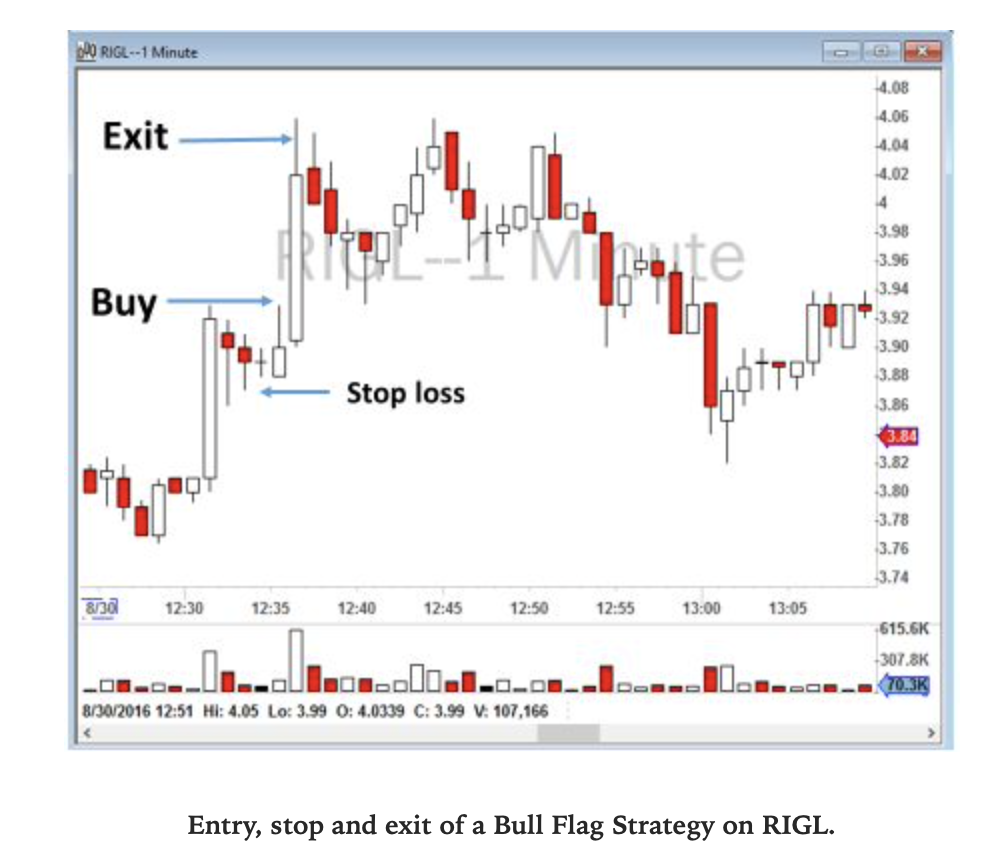 RIGL--1 Minute
4.08
4.06
Exit
4.04
4.02
4
3.98
RIGL--1 Minute
3.96
3.94
Buy
3.92
3.90
3.88
Stop loss
3.86
3.84
3.82
3.80
3.78
3.76
3.74
8/30 12:30 12:35 12:40 12:45 12:50 12:55 13:00 13:05
615.6K
307.8K
70.3K
8/30/2016 12:51 Hi: 4.05 Lo: 3.99 O: 4.0339 C: 3.99 V: 107,166
Entry, stop and exit of a Bull Flag Strategy on RIGL.